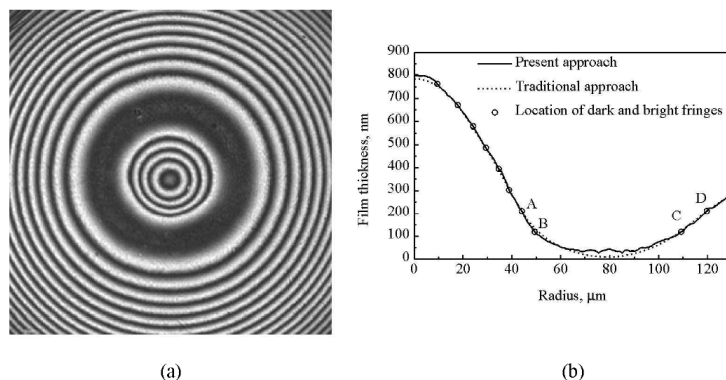 900
800
700
600
500
400
300
200
100
0
Film thickness, nm
Present approach
Traditional approach
Location of dark and bright fringes
A
B
C
D
0 20 40 60 80 100 120
Radius, μm
(a)
(b)